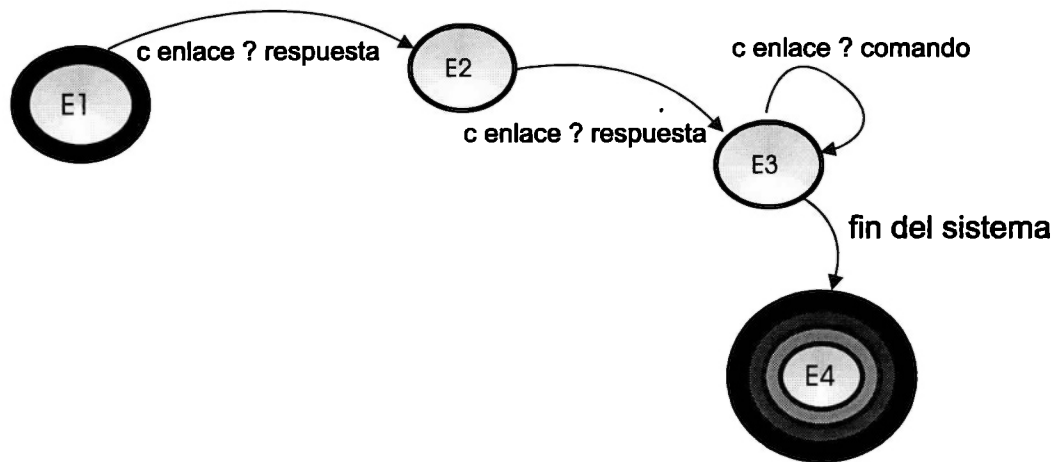 E1
c enlace ? respuesta
E2
c enlace ? respuesta
c enlace ? comando
E3
fin del sistema
E4